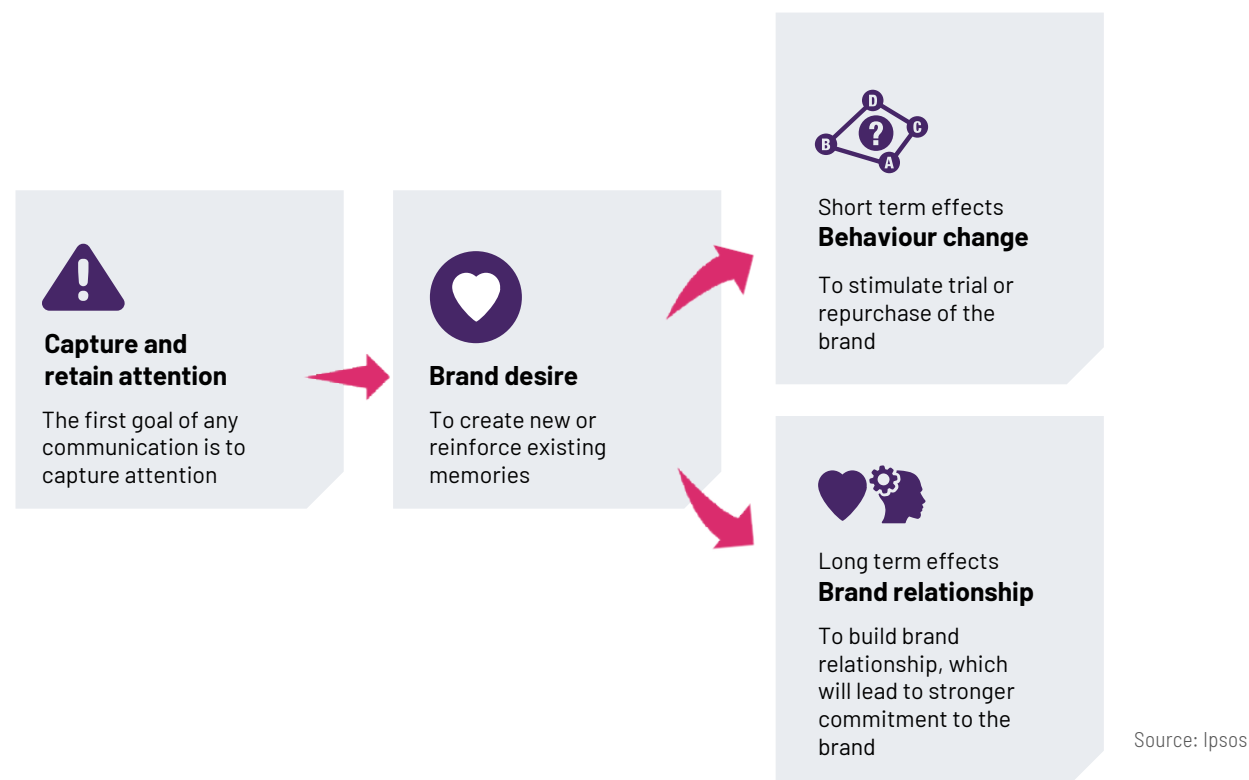 Capture and
retain attention
The first goal of any
communication is to
capture attention
Brand desire
To create new or
reinforce existing
memories
D
C
B
?
A
Short term effects
Behaviour change
To stimulate trial or
repurchase of the
brand
Long term effects
Brand relationship
To build brand
relationship, which
will lead to stronger
commitment to the
brand
Source: Ipsos